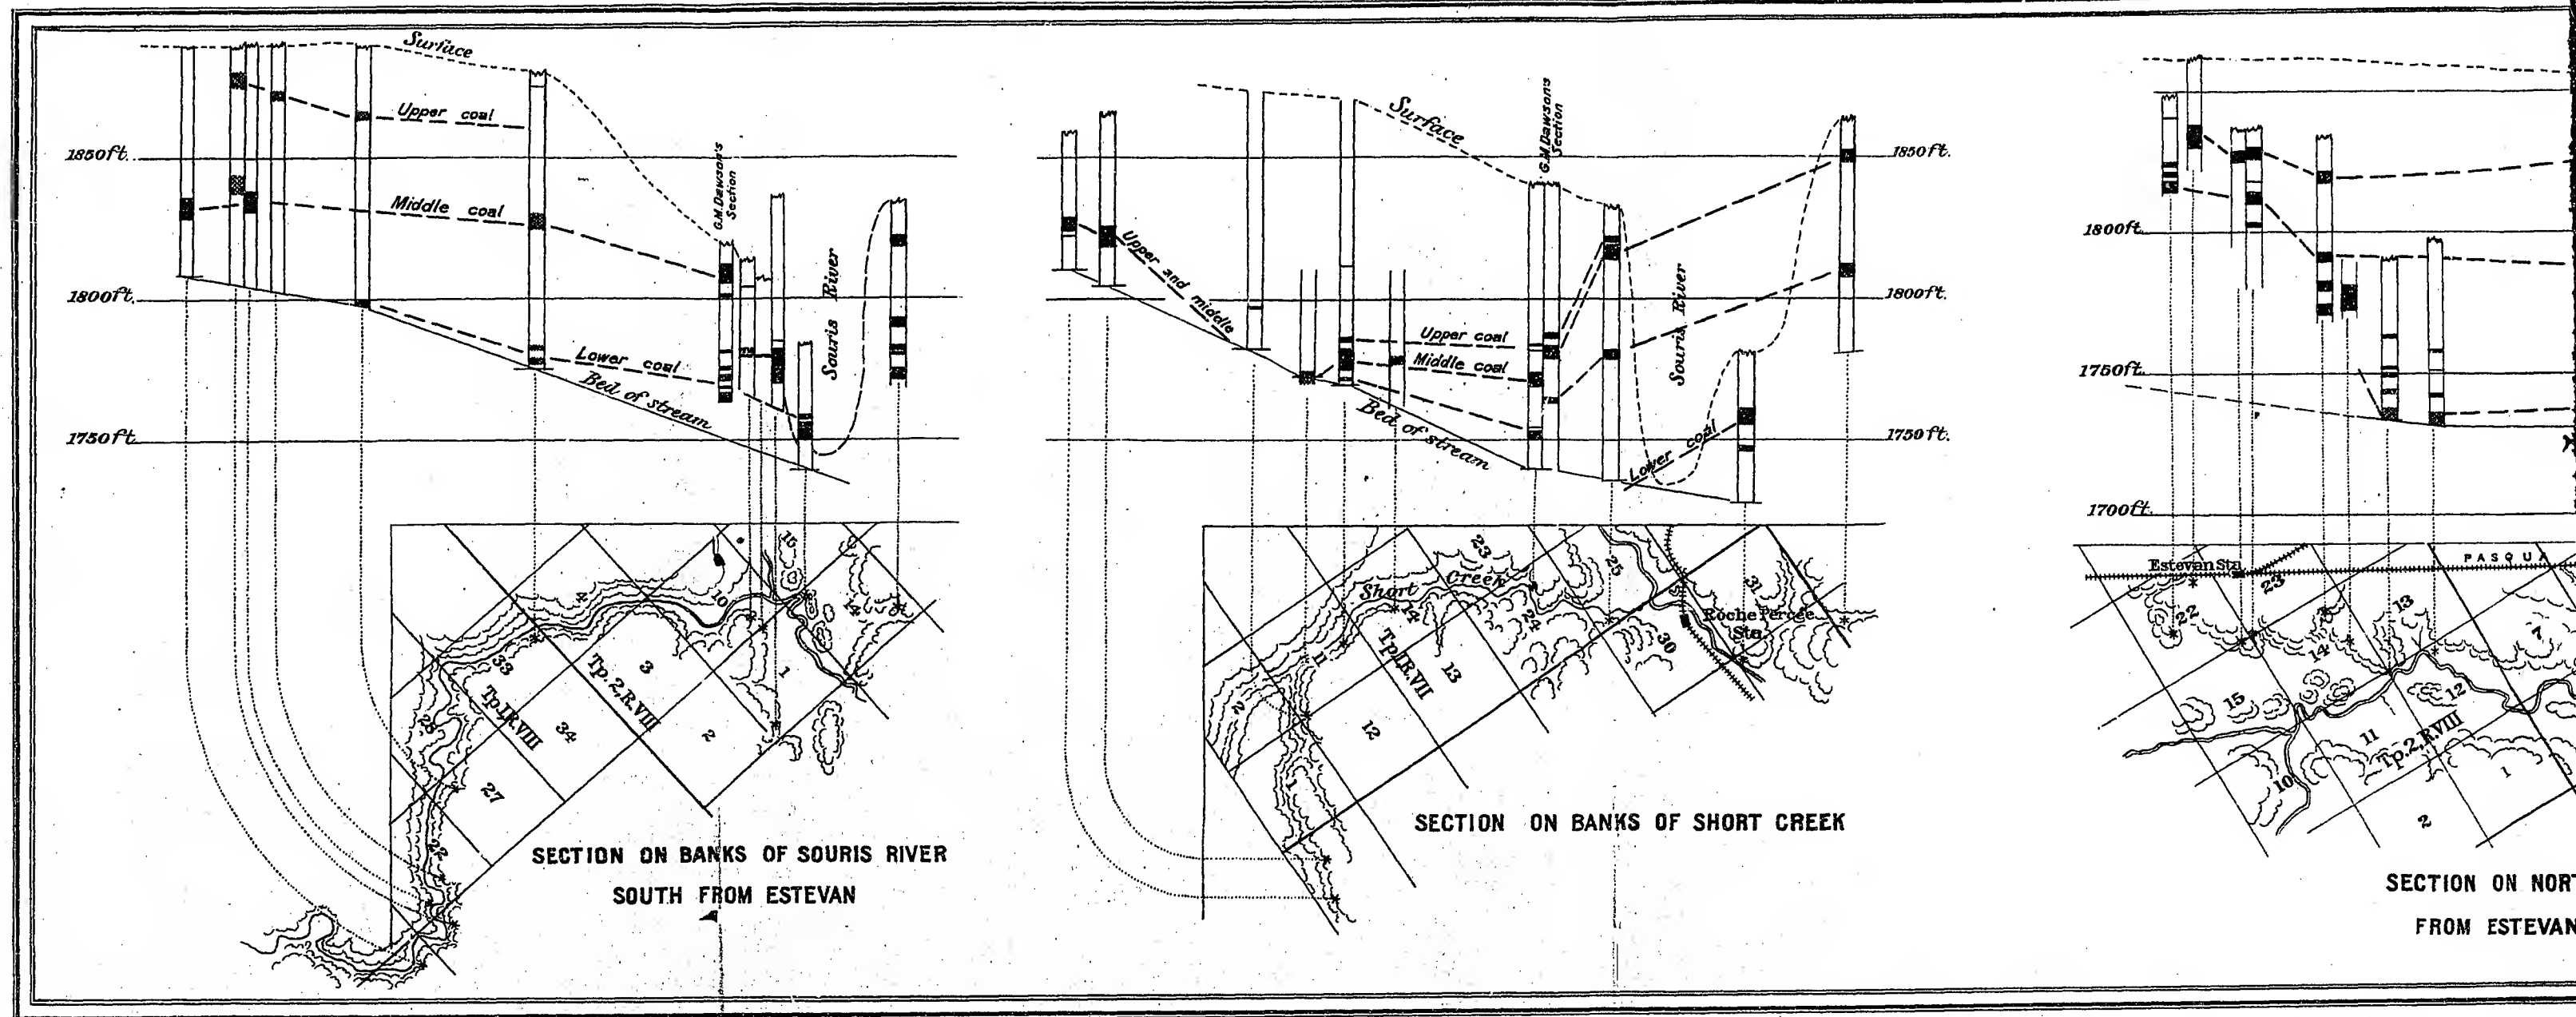 Surface
Upper coal
1850ft.
Middle coal
G.M. Dawson's
Section
Souris River
1800ft.
Lower coal
Bed of stream
1750ft.
15
3
4
10
14
33
3
1
Tp. 2, R. VIII
Tp. I R. VIII
28
34
2
27
22
SECTION ON BANKS OF SOURIS RIVER
SOUTH FROM ESTEVAN
Surface
G.M. Dawson's
Section
1850ft.
Upper and middle
Souris River
1800ft.
Upper coal
Middle coal
Bed of stream
Lower coal
1750ft.
23
25
31
Short Creek
14
24
Roche Percée
Sta.
30
11
Tp. I R. VII
13
2
12
1
SECTION ON BANKS OF SHORT CREEK
1800ft.
1750ft.
1700ft.
PASQUA
Estevan Sta.
23
22
13
14
7
15
12
11
Tp. 2, R. VIII
10
1
2
SECTION ON NORT
FROM ESTEVAN